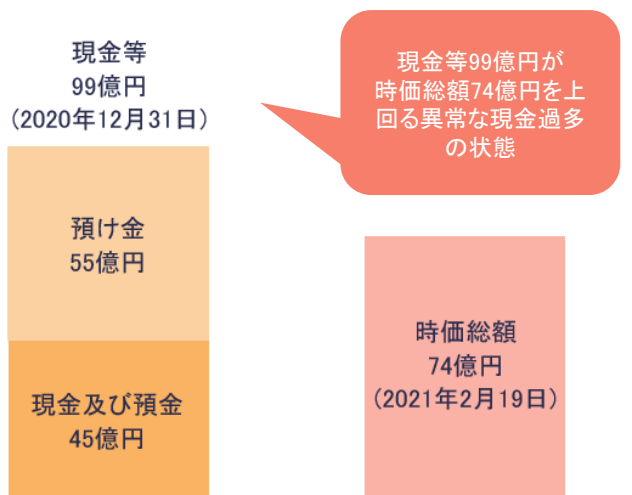 現金等
99億円
（2020年12月31日）
現金等99億円が
時価総額74億円を上
回る異常な現金過多
の状態
預け金
55億円
現金及び預金
45億円
時価総額
74億円
（2021年2月19日）